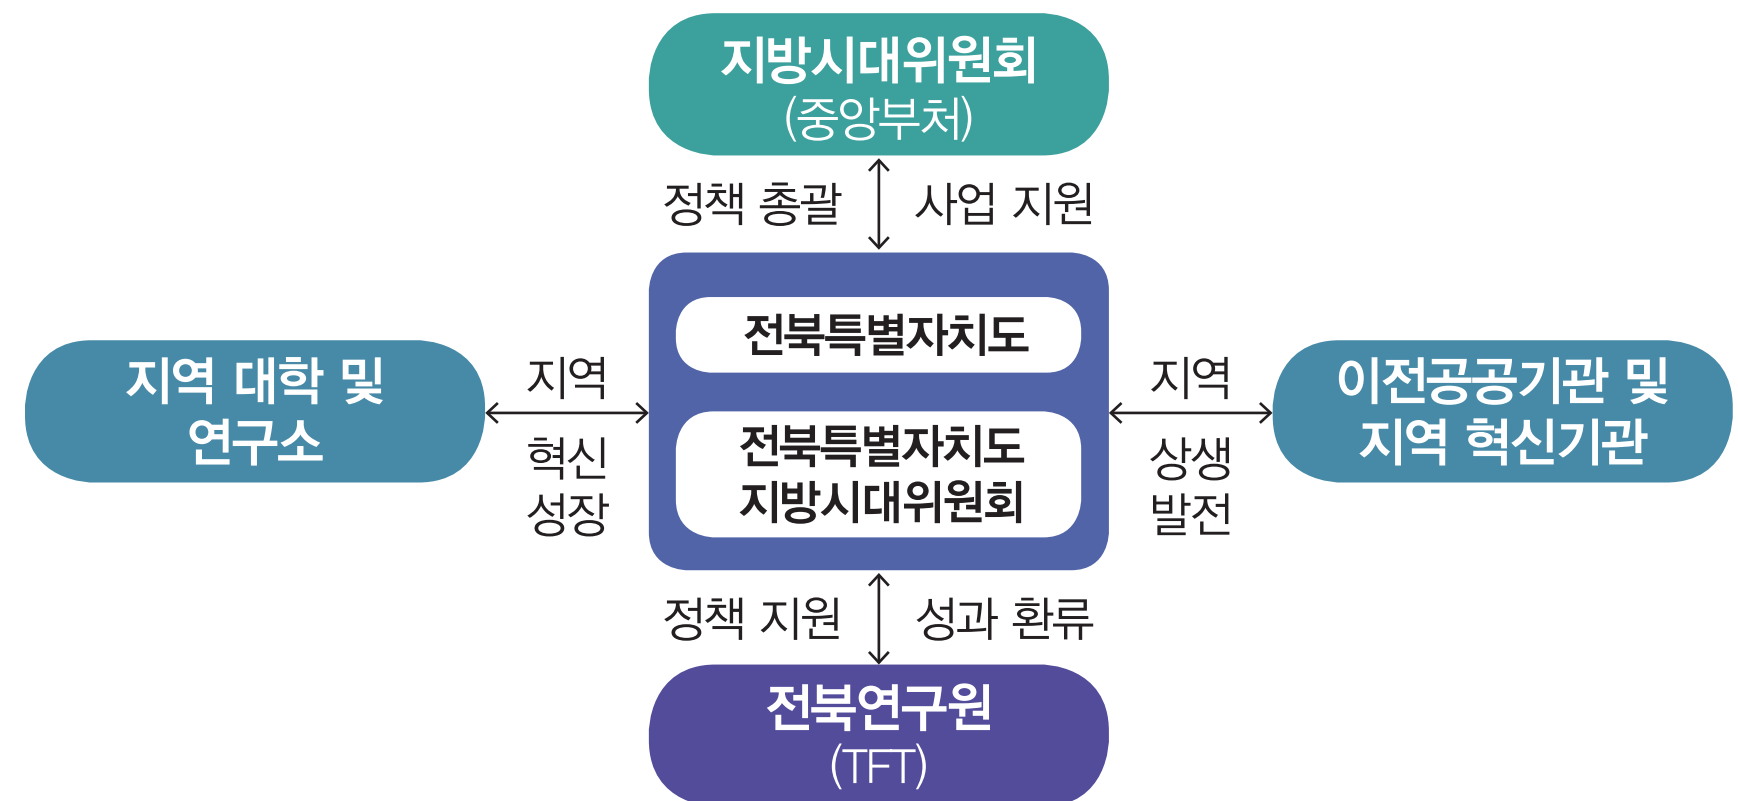 지방시대위원회
(중앙부처)
정책 총괄
사업 지원
전북특별자치도
전북특별자치도
지방시대위원회
지역 대학 및
연구소
지역
혁신
성장
지역
상생
발전
이전공공기관 및
지역 혁신기관
정책 지원
성과 환류
전북연구원
(TFT)